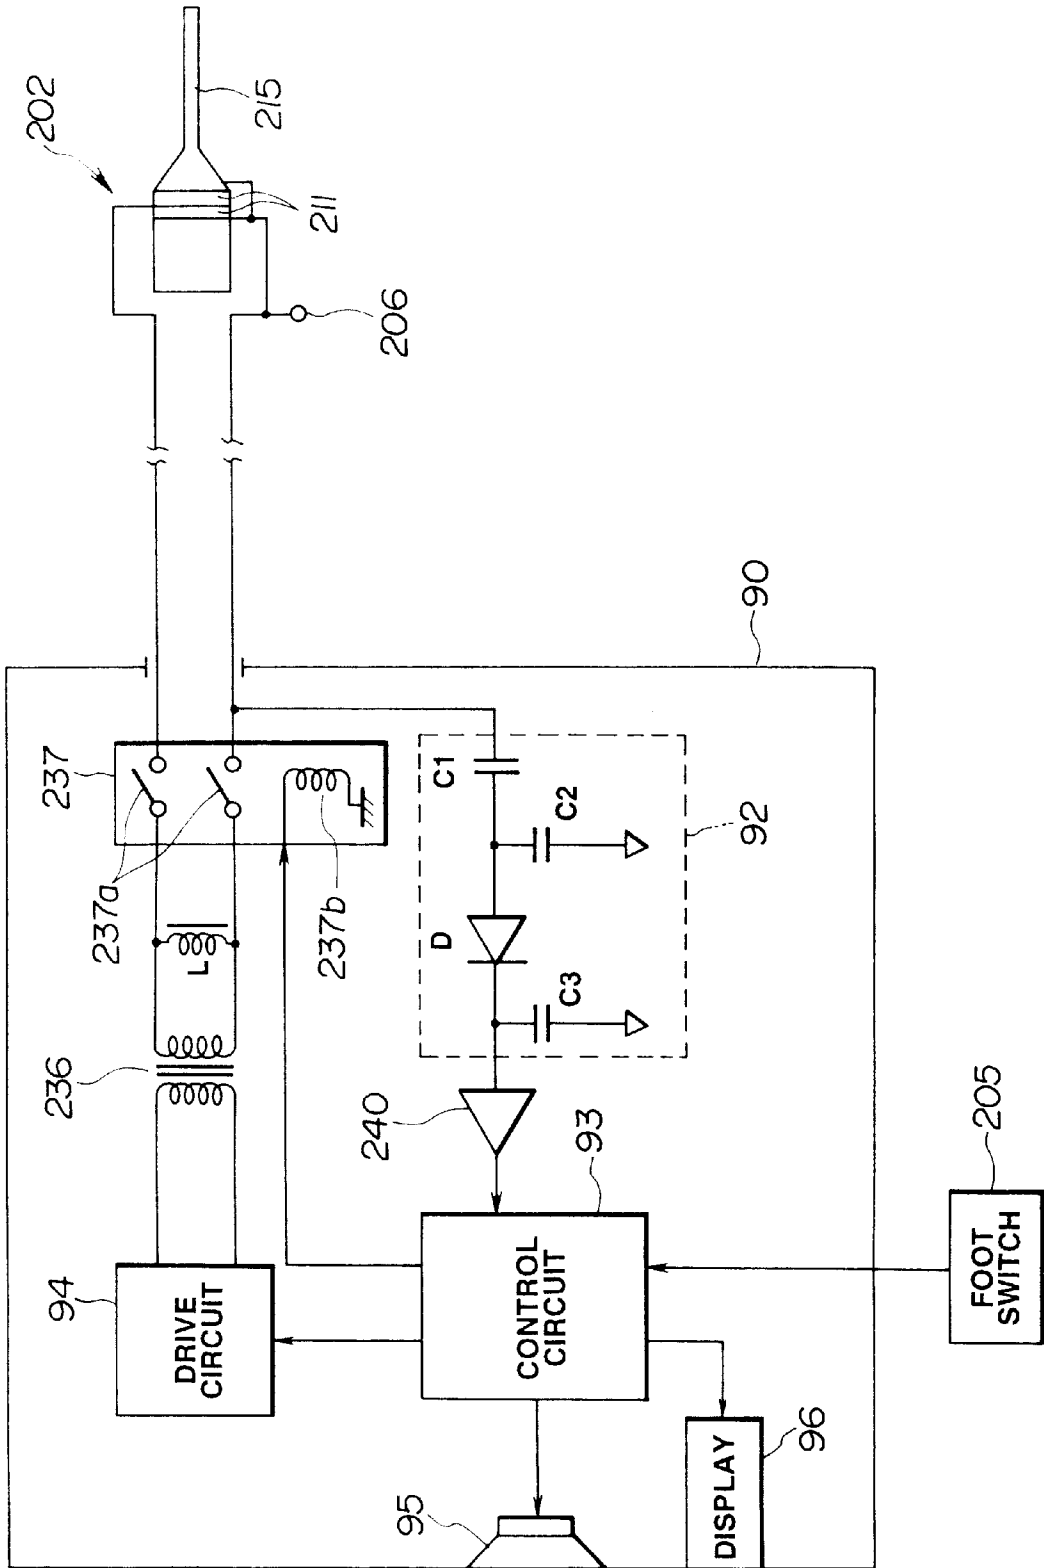 202
215
211
206
90
237
237a
237b
L
236
94
DRIVE
CIRCUIT
C1
C2
92
D
C3
240
93
CONTROL
CIRCUIT
205
FOOT
SWITCH
95
DISPLAY
96